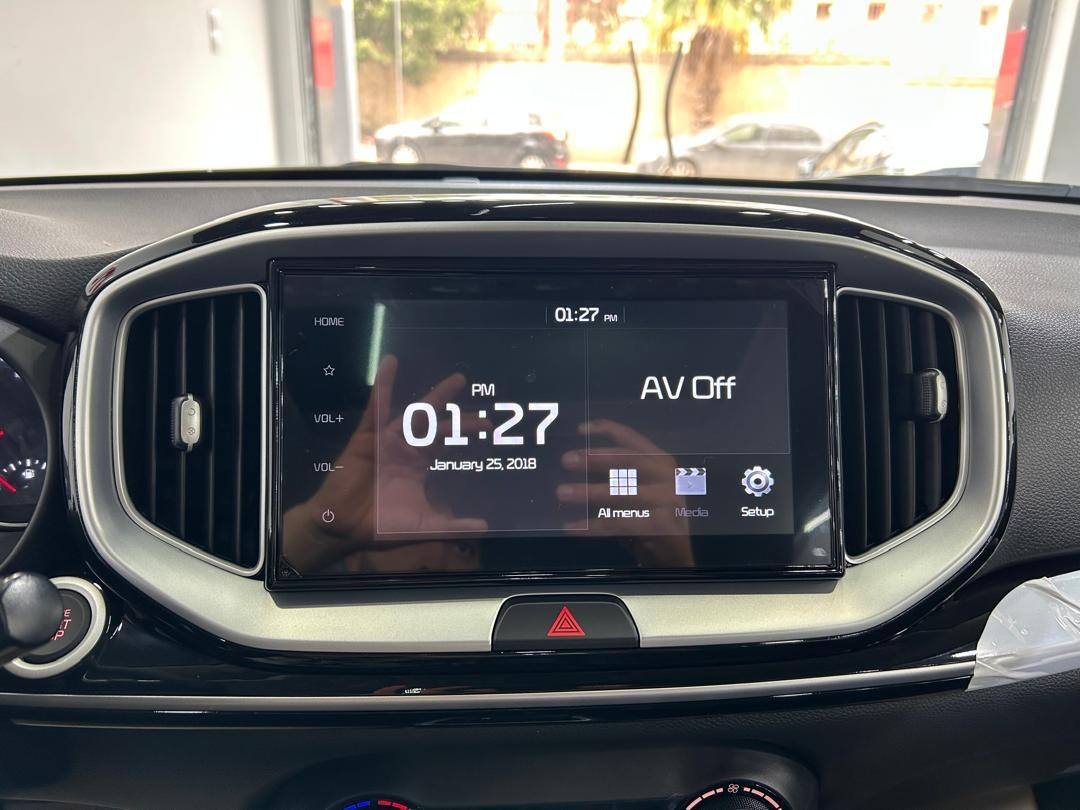 HOME
VOL+
VOL-
01:27 PM
PM
01:27
January 25, 2018
AV Off
All menus
Media
Setup